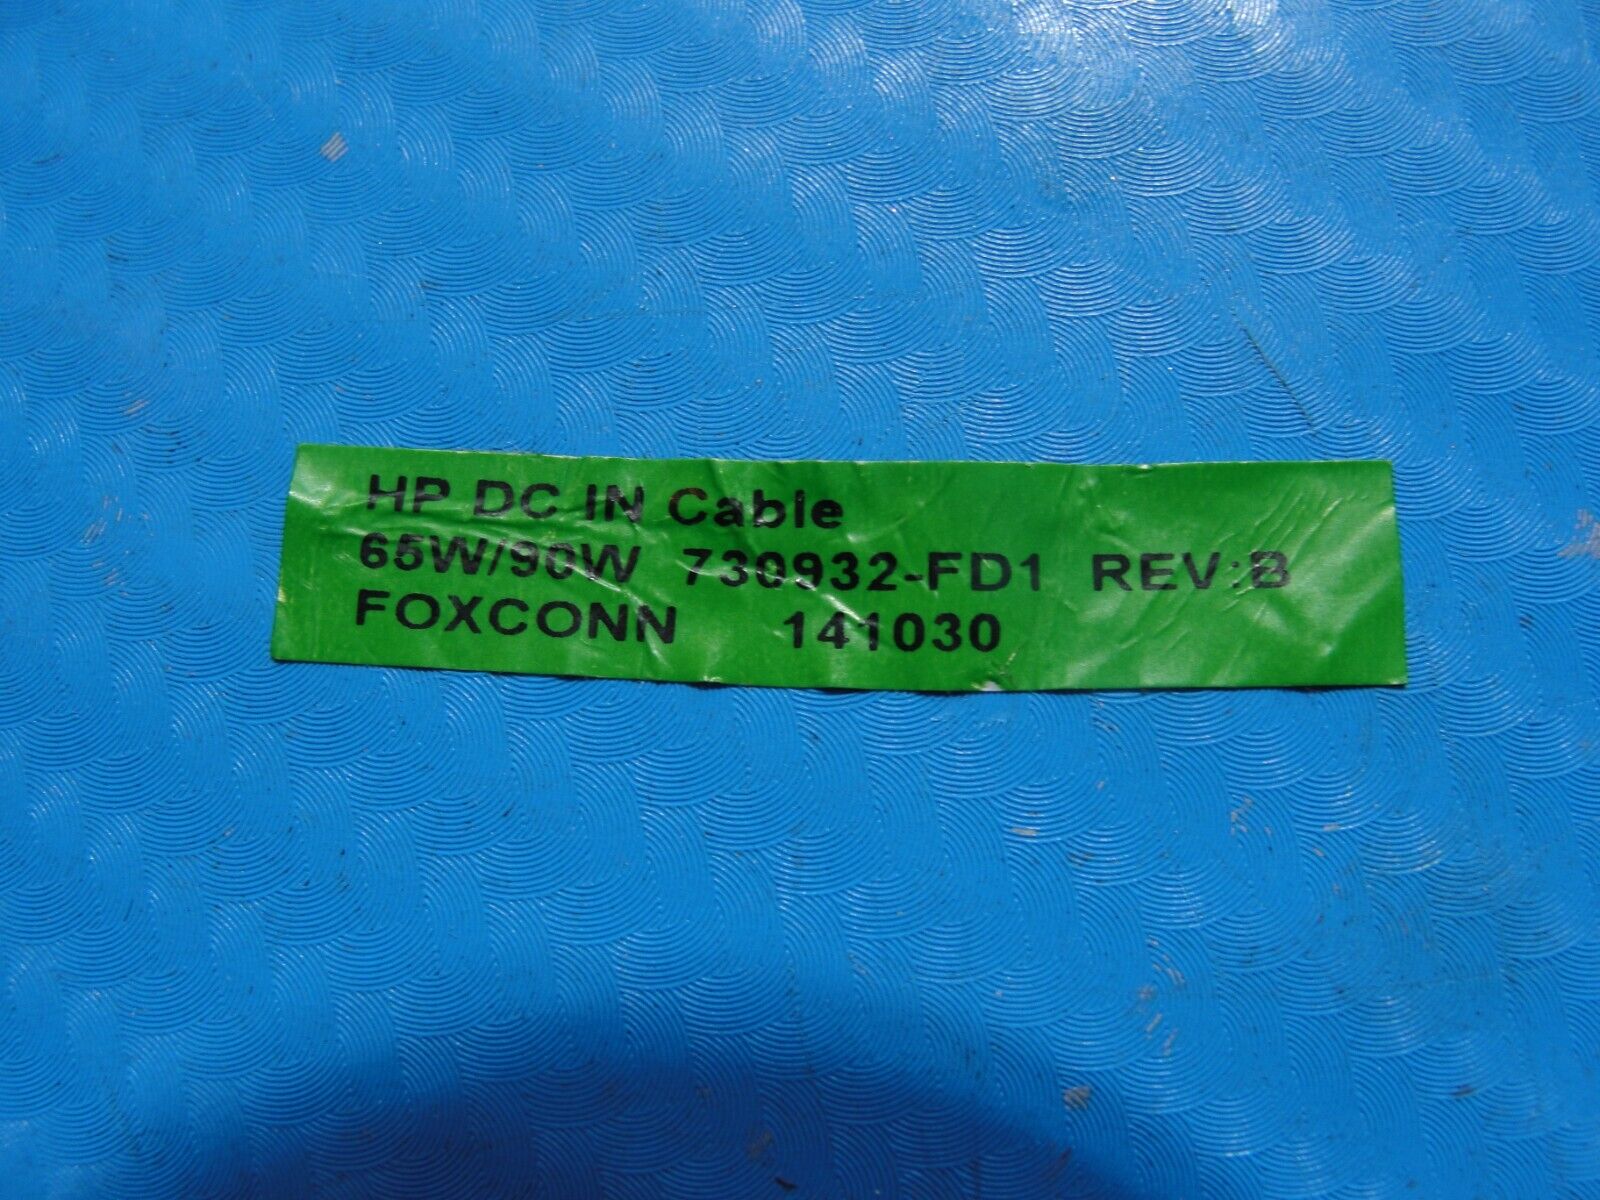 HP DC IN Cable
65W/90W 730932-FD1 REV:B
FOXCONN 141030